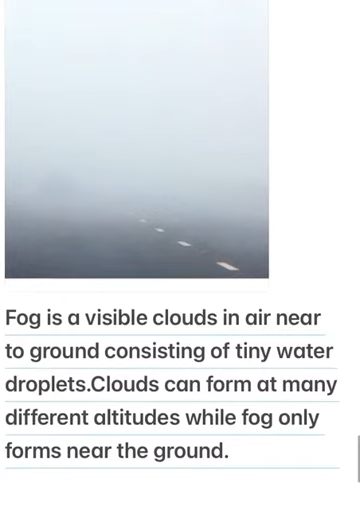 Fog is a visible clouds in air near
to ground consisting of tiny water
droplets.Clouds can form at many
different altitudes while fog only
forms near the ground.